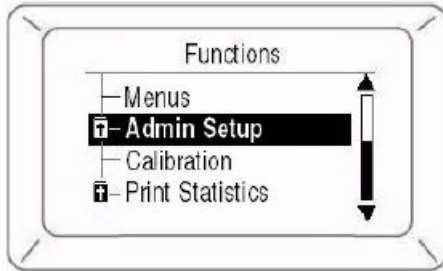 Functions
Menus
Admin Setup
Calibration
Print Statistics